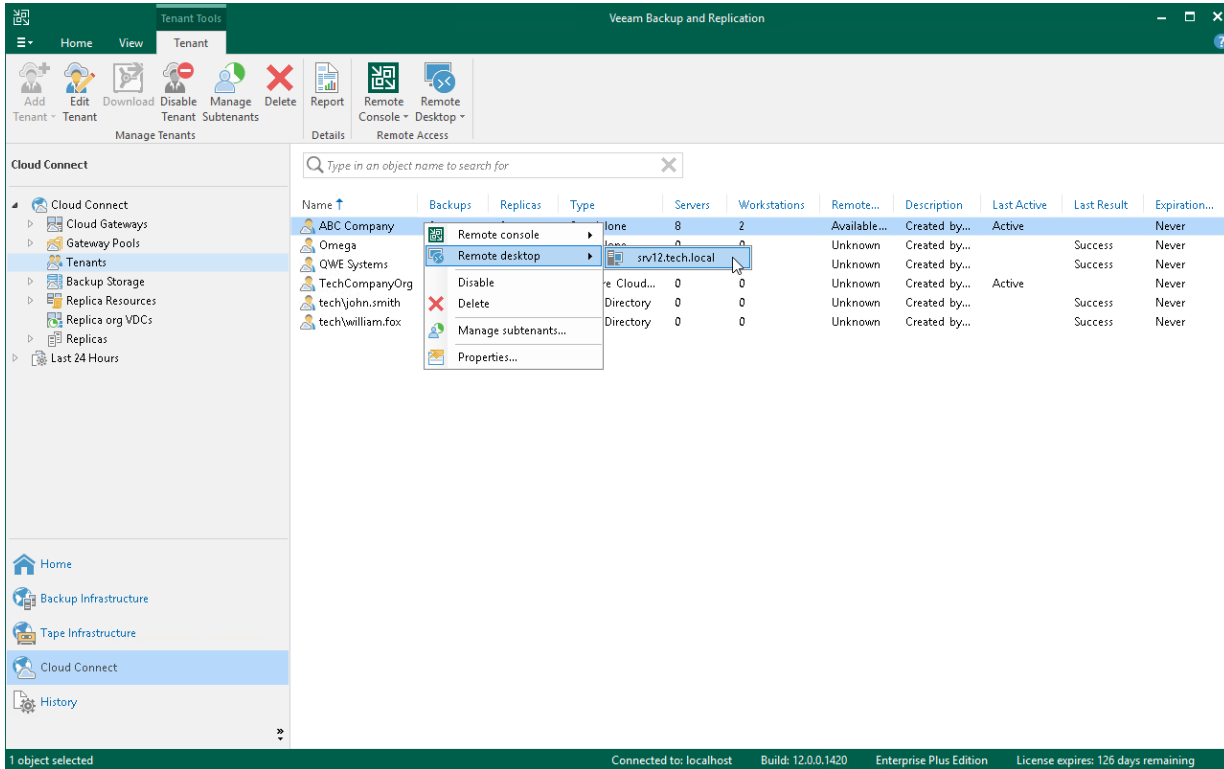 Tenant Tools
Veeam Backup and Replication
Home View Tenant
Add Tenant
Edit Tenant
Download
Disable Tenant
Manage Subtenants
Delete
Report
Remote Console
Remote Desktop
Manage Tenants
Details
Remote Access
Cloud Connect
Cloud Connect
Cloud Gateways
Gateway Pools
Tenants
Backup Storage
Replica Resources
Replica org VDCs
Replicas
Last 24 Hours
Home
Backup Infrastructure
Tape Infrastructure
Cloud Connect
History
Type in an object name to search for
Name Backups Replicas Type Servers Workstations Remote... Description Last Active Last Result Expiration...
ABC Company 8 2 Available... Created by... Active Never
Omega 0 0 Unknown Created by... Success Never
QWE Systems Unknown Created by... Success Never
TechCompanyOrg Cloud... 0 0 Unknown Created by... Active Never
tech\john.smith Directory 0 0 Unknown Created by... Success Never
tech\william.fox Directory 0 0 Unknown Created by... Success Never
Remote console
Remote desktop
srv12.tech.local
Disable
Delete
Manage subtenants...
Properties...
1 object selected
Connected to: localhost Build: 12.0.0.1420 Enterprise Plus Edition License expires: 126 days remaining